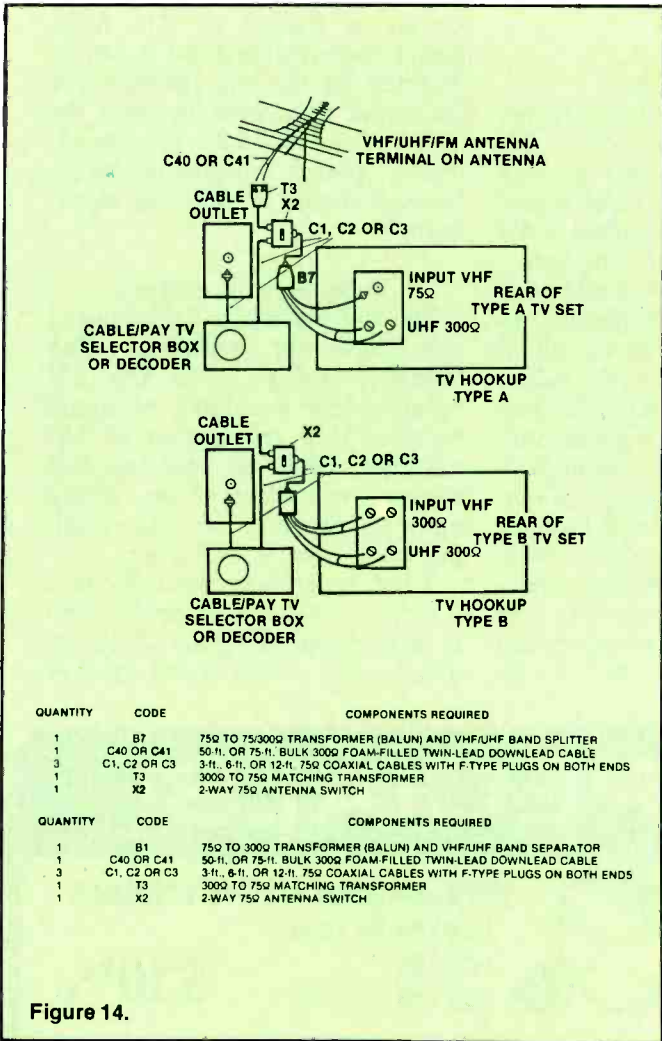 VHF/UHF/FM ANTENNA
TERMINAL ON ANTENNA
C40 OR C41
T3
CABLE
OUTLET
X2
C1, C2 OR C3
B7
INPUT VHF
75Ω
REAR OF
TYPE A TV SET
UHF 300Ω
CABLE/PAY TV
SELECTOR BOX
OR DECODER
TV HOOKUP
TYPE A
CABLE
OUTLET
X2
C1, C2 OR C3
INPUT VHF
300Ω
REAR OF
TYPE B TV SET
UHF 300Ω
CABLE/PAY TV
SELECTOR BOX
OR DECODER
TV HOOKUP
TYPE B
QUANTITY CODE COMPONENTS REQUIRED
1 B7 75Ω TO 75/300Ω TRANSFORMER (BALUN) AND VHF/UHF BAND SPLITTER
1 C40 OR C41 50-ft. OR 75-ft. BULK 300Ω FOAM-FILLED TWIN-LEAD DOWNLEAD CABLE
3 C1, C2 OR C3 3-ft., 6-ft. OR 12-ft. 75Ω COAXIAL CABLES WITH F-TYPE PLUGS ON BOTH ENDS
1 T3 300Ω TO 75Ω MATCHING TRANSFORMER
1 X2 2-WAY 75Ω ANTENNA SWITCH
QUANTITY CODE COMPONENTS REQUIRED
1 B1 75Ω TO 300Ω TRANSFORMER (BALUN) AND VHF/UHF BAND SEPARATOR
1 C40 OR C41 50-ft. OR 75-ft. BULK 300Ω FOAM-FILLED TWIN-LEAD DOWNLEAD CABLE
3 C1, C2 OR C3 3-ft., 6-ft. OR 12-ft. 75Ω COAXIAL CABLES WITH F-TYPE PLUGS ON BOTH ENDS
1 T3 300Ω TO 75Ω MATCHING TRANSFORMER
1 X2 2-WAY 75Ω ANTENNA SWITCH
Figure 14.